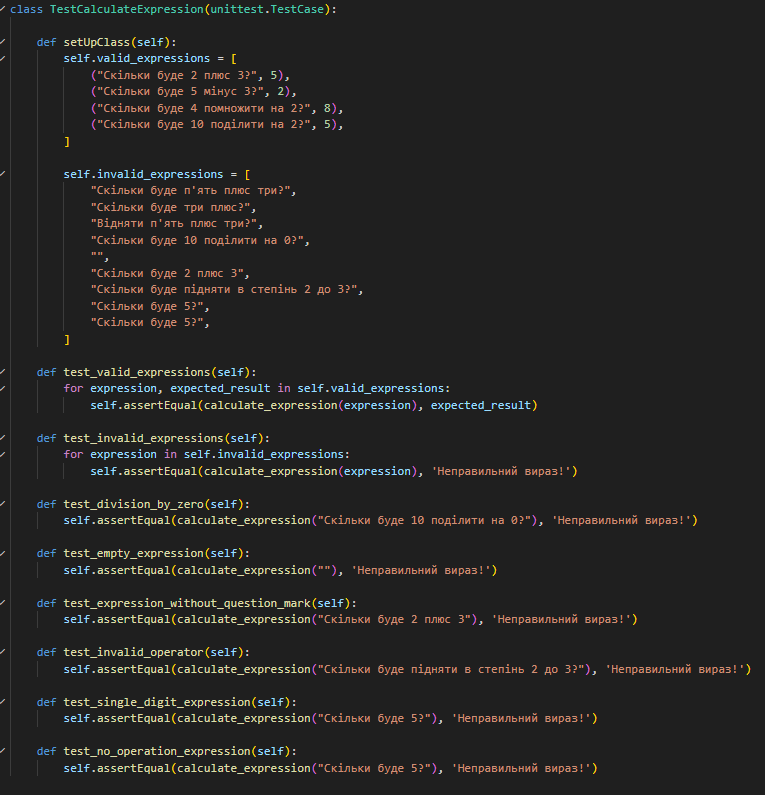 class TestCalculateExpression(unittest.TestCase):
def setUpClass(self):
self.valid_expressions = [
("Скільки буде 2 плюс 3?", 5),
("Скільки буде 5 мінус 3?", 2),
("Скільки буде 4 помножити на 2?", 8),
("Скільки буде 10 поділити на 2?", 5),
]
self.invalid_expressions = [
"Скільки буде п'ять плюс три?",
"Скільки буде три плюс?",
"Відняти п'ять плюс три?",
"Скільки буде 10 поділити на 0?",
"",
"Скільки буде 2 плюс 3",
"Скільки буде підняти в степінь 2 до 3?",
"Скільки буде 5?",
"Скільки буде 5?",
]
def test_valid_expressions(self):
for expression, expected_result in self.valid_expressions:
self.assertEqual(calculate_expression(expression), expected_result)
def test_invalid_expressions(self):
for expression in self.invalid_expressions:
self.assertEqual(calculate_expression(expression), 'Неправильний вираз!')
def test_division_by_zero(self):
self.assertEqual(calculate_expression("Скільки буде 10 поділити на 0?"), 'Неправильний вираз!')
def test_empty_expression(self):
self.assertEqual(calculate_expression(""), 'Неправильний вираз!')
def test_expression_without_question_mark(self):
self.assertEqual(calculate_expression("Скільки буде 2 плюс 3"), 'Неправильний вираз!')
def test_invalid_operator(self):
self.assertEqual(calculate_expression("Скільки буде підняти в степінь 2 до 3?"), 'Неправильний вираз!')
def test_single_digit_expression(self):
self.assertEqual(calculate_expression("Скільки буде 5?"), 'Неправильний вираз!')
def test_no_operation_expression(self):
self.assertEqual(calculate_expression("Скільки буде 5?"), 'Неправильний вираз!')